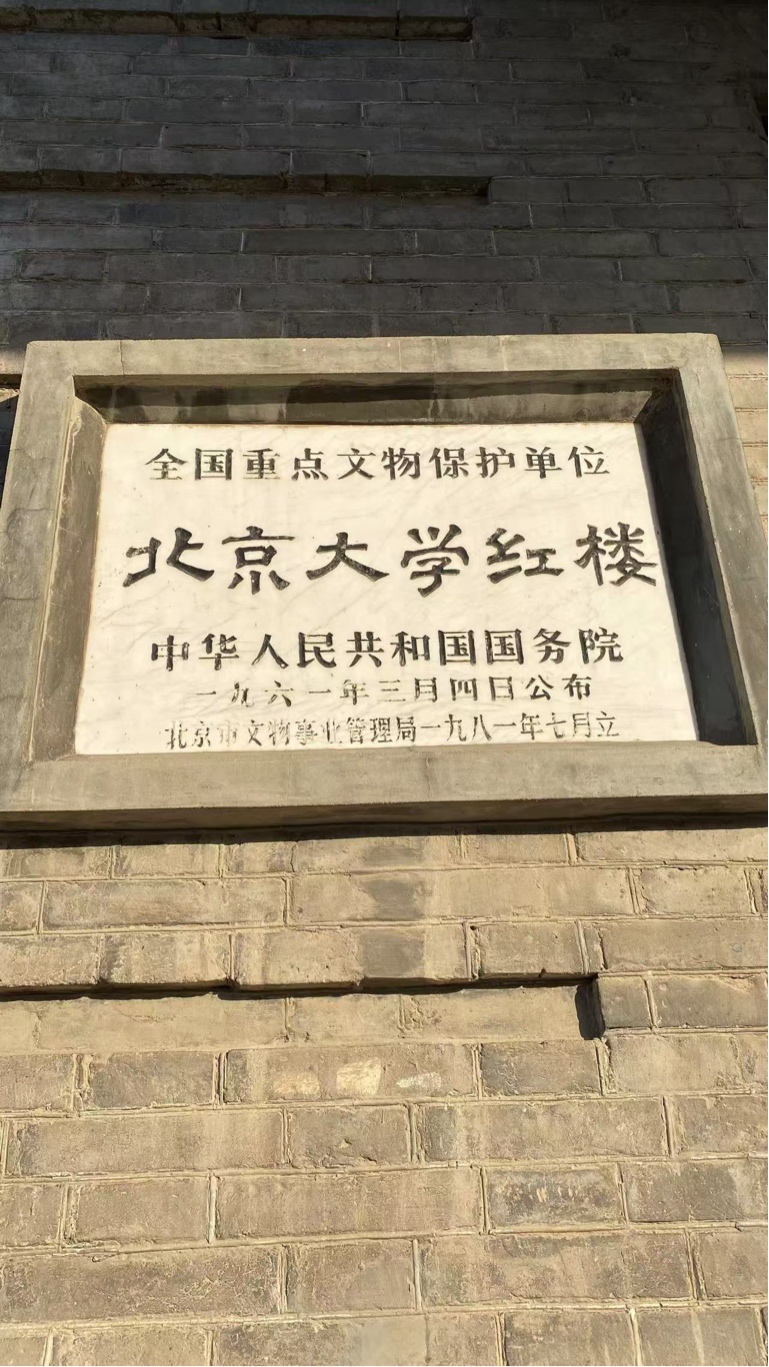 全国重点文物保护单位
北京大学红楼
中华人民共和国国务院
一九六一年三月四日公布
北京市文物事业管理局一九八一年七月立